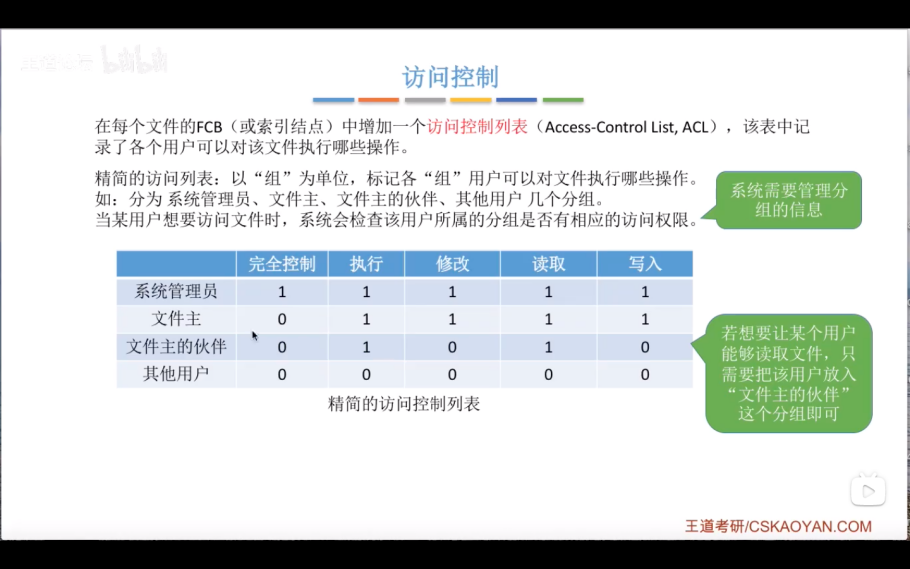 访问控制
在每个文件的FCB（或索引结点）中增加一个访问控制列表（Access-Control List, ACL），该表中记
录了各个用户可以对该文件执行哪些操作。
精简的访问列表：以“组”为单位，标记各“组”用户可以对文件执行哪些操作。
如：分为 系统管理员、文件主、文件主的伙伴、其他用户 几个分组。
当某用户想要访问文件时，系统会检查该用户所属的分组是否有相应的访问权限。
系统需要管理分
组的信息
完全控制 执行 修改 读取 写入
系统管理员 1 1 1 1 1
文件主 0 1 1 1 1
文件主的伙伴 0 1 0 1 0
其他用户 0 0 0 0 0
精简的访问控制列表
若想要让某个用户
能够读取文件，只
需要把该用户放入
“文件主的伙伴”
这个分组即可
王道考研/CSKAOYAN.COM